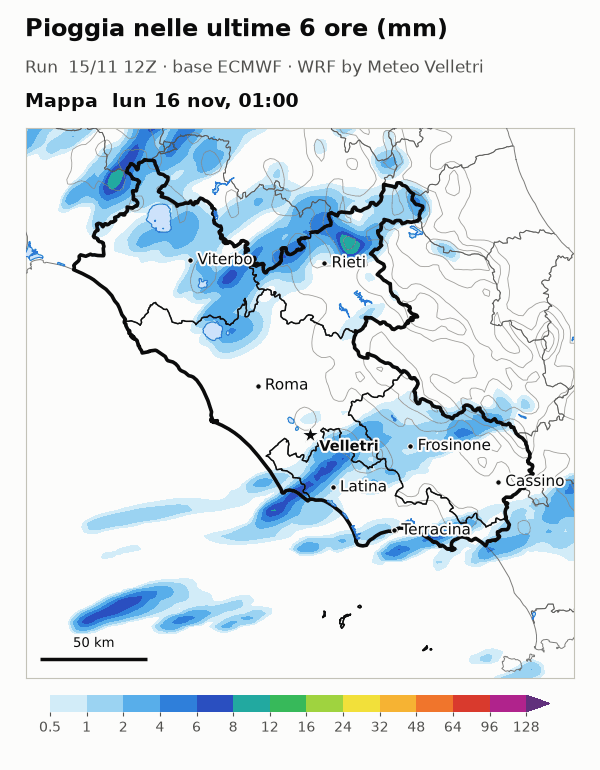 Pioggia nelle ultime 6 ore (mm)
Run  15/11 12Z · base ECMWF · WRF by Meteo Velletri
Mappa  lun 16 nov, 01:00
Viterbo
Rieti
Roma
Velletri
Frosinone
Latina
Cassino
Terracina
50 km
0.5 1 2 4 6 8 12 16 24 32 48 64 96 128